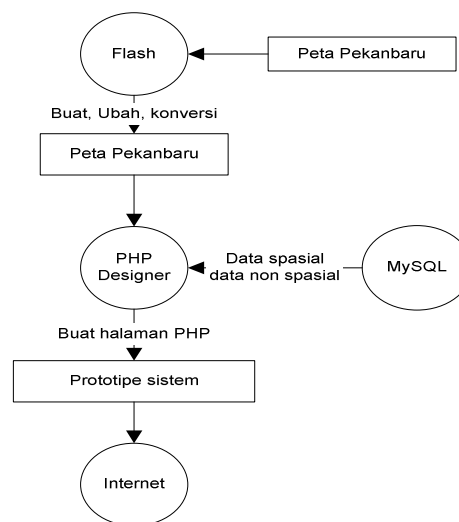 Flash
Peta Pekanbaru
Buat, Ubah, konversi
Peta Pekanbaru
PHP
Designer
Data spasial
data non spasial
MySQL
Buat halaman PHP
Prototipe sistem
Internet